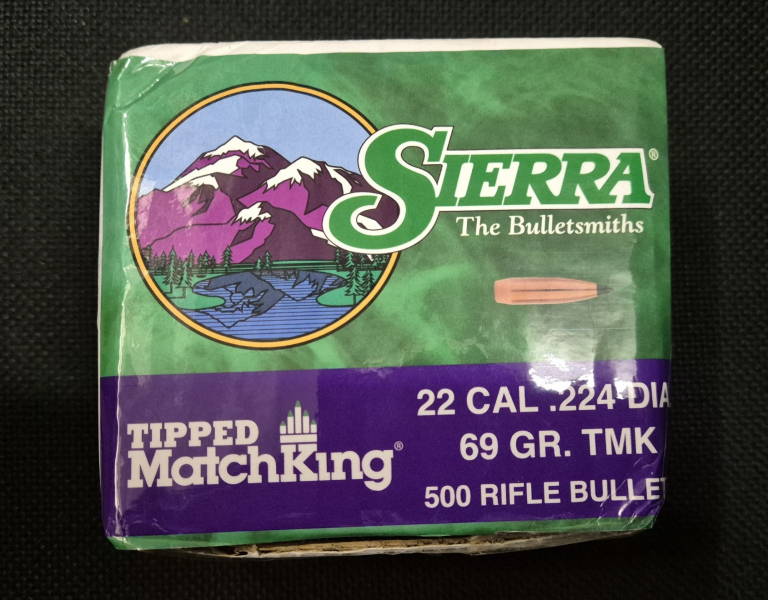 SIERRA®
The Bulletsmiths
22 CAL .224 DIA
69 GR. TMK
500 RIFLE BULLET
TIPPED
MatchKing®